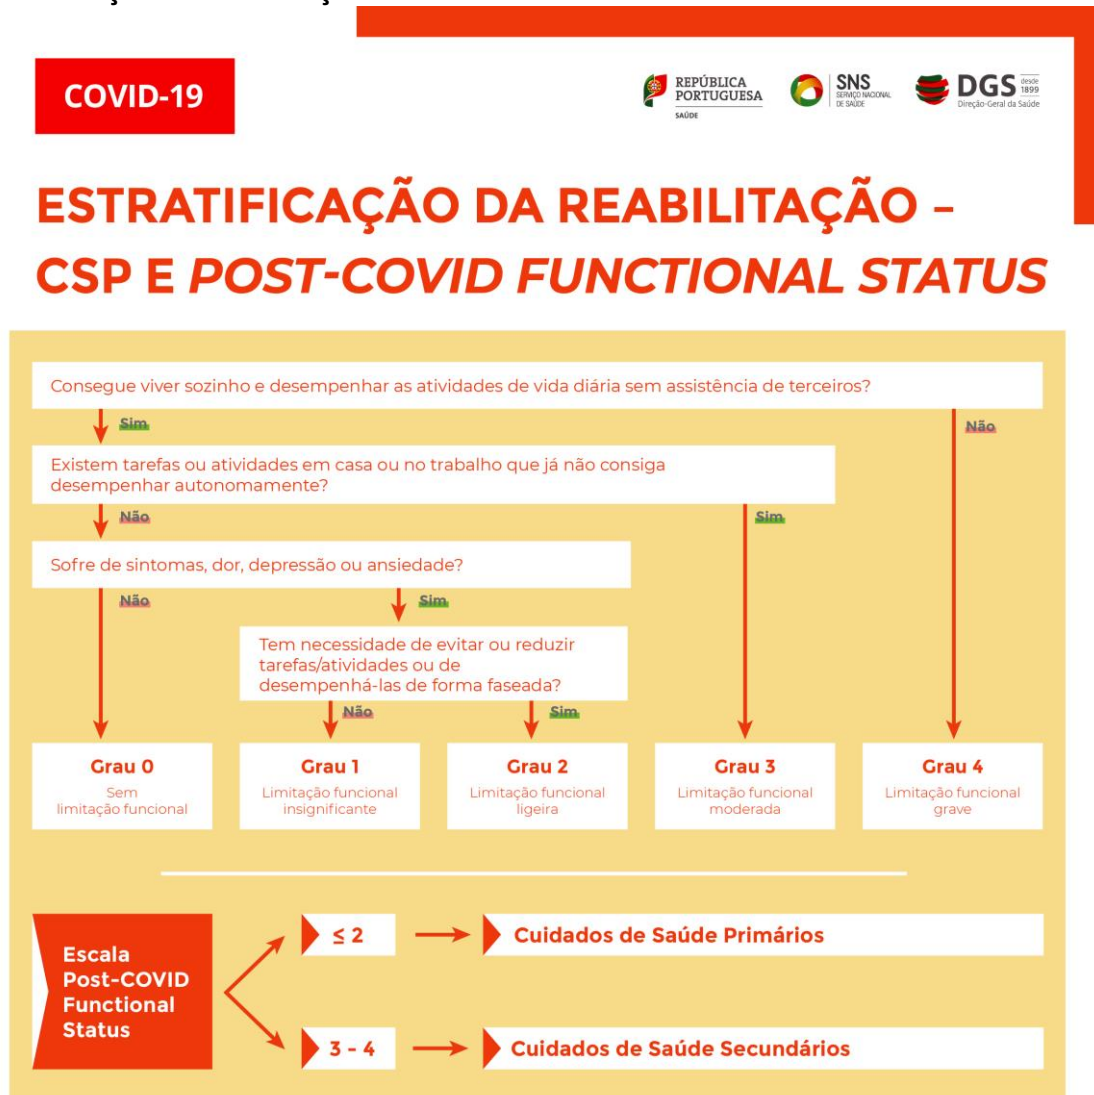 COVID-19
REPÚBLICA
PORTUGUESA
SAÚDE
SNS
SERVIÇO NACIONAL
DE SAÚDE
DGS
desde
1899
Direção-Geral da Saúde
ESTRATIFICAÇÃO DA REABILITAÇÃO –
CSP E POST-COVID FUNCTIONAL STATUS
Consegue viver sozinho e desempenhar as atividades de vida diária sem assistência de terceiros?
Sim
Não
Existem tarefas ou atividades em casa ou no trabalho que já não consiga
desempenhar autonomamente?
Não
Sim
Sofre de sintomas, dor, depressão ou ansiedade?
Não
Sim
Tem necessidade de evitar ou reduzir
tarefas/atividades ou de
desempenhá-las de forma faseada?
Não
Sim
Grau 0
Sem
limitação funcional
Grau 1
Limitação funcional
insignificante
Grau 2
Limitação funcional
ligeira
Grau 3
Limitação funcional
moderada
Grau 4
Limitação funcional
grave
Escala
Post-COVID
Functional
Status
≤ 2
Cuidados de Saúde Primários
3 - 4
Cuidados de Saúde Secundários